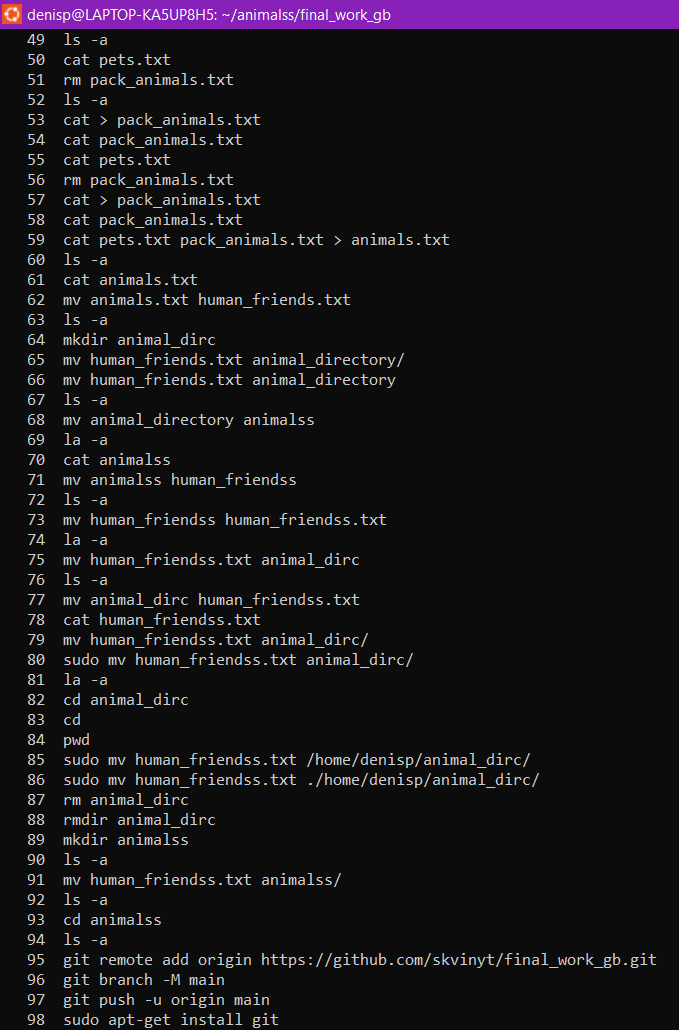 denisp@LAPTOP-KA5UP8H5: ~/animalss/final_work_gb
49 ls -a
50 cat pets.txt
51 rm pack_animals.txt
52 ls -a
53 cat > pack_animals.txt
54 cat pack_animals.txt
55 cat pets.txt
56 rm pack_animals.txt
57 cat > pack_animals.txt
58 cat pack_animals.txt
59 cat pets.txt pack_animals.txt > animals.txt
60 ls -a
61 cat animals.txt
62 mv animals.txt human_friends.txt
63 ls -a
64 mkdir animal_dirc
65 mv human_friends.txt animal_directory/
66 mv human_friends.txt animal_directory
67 ls -a
68 mv animal_directory animalss
69 la -a
70 cat animalss
71 mv animalss human_friendss
72 ls -a
73 mv human_friendss human_friendss.txt
74 la -a
75 mv human_friendss.txt animal_dirc
76 ls -a
77 mv animal_dirc human_friendss.txt
78 cat human_friendss.txt
79 mv human_friendss.txt animal_dirc/
80 sudo mv human_friendss.txt animal_dirc/
81 la -a
82 cd animal_dirc
83 cd
84 pwd
85 sudo mv human_friendss.txt /home/denisp/animal_dirc/
86 sudo mv human_friendss.txt ./home/denisp/animal_dirc/
87 rm animal_dirc
88 rmdir animal_dirc
89 mkdir animalss
90 ls -a
91 mv human_friendss.txt animalss/
92 ls -a
93 cd animalss
94 ls -a
95 git remote add origin https://github.com/skvinyt/final_work_gb.git
96 git branch -M main
97 git push -u origin main
98 sudo apt-get install git